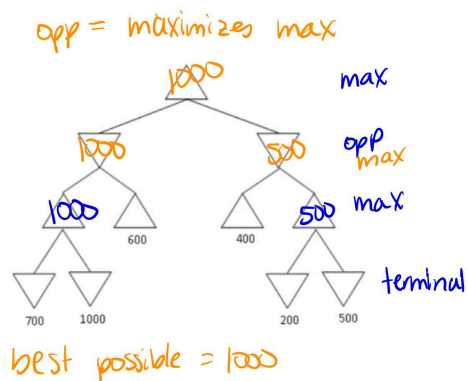 opp = maximizes max
1000
max
1000
500
opp
max
1000
600
400
500
max
700
1000
200
500
terminal
best possible = 1000